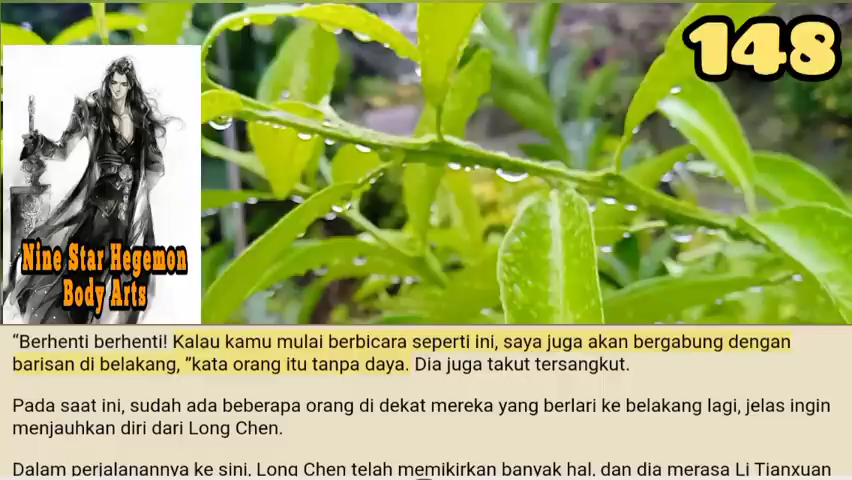 148
Nine Star Hegemon
Body Arts
“Berhenti berhenti! Kalau kamu mulai berbicara seperti ini, saya juga akan bergabung dengan
barisan di belakang, ”kata orang itu tanpa daya. Dia juga takut tersangkut.
Pada saat ini, sudah ada beberapa orang di dekat mereka yang berlari ke belakang lagi, jelas ingin
menjauhkan diri dari Long Chen.
Dalam perjalanannya ke sini, Long Chen telah memikirkan banyak hal, dan dia merasa Li Tianxuan